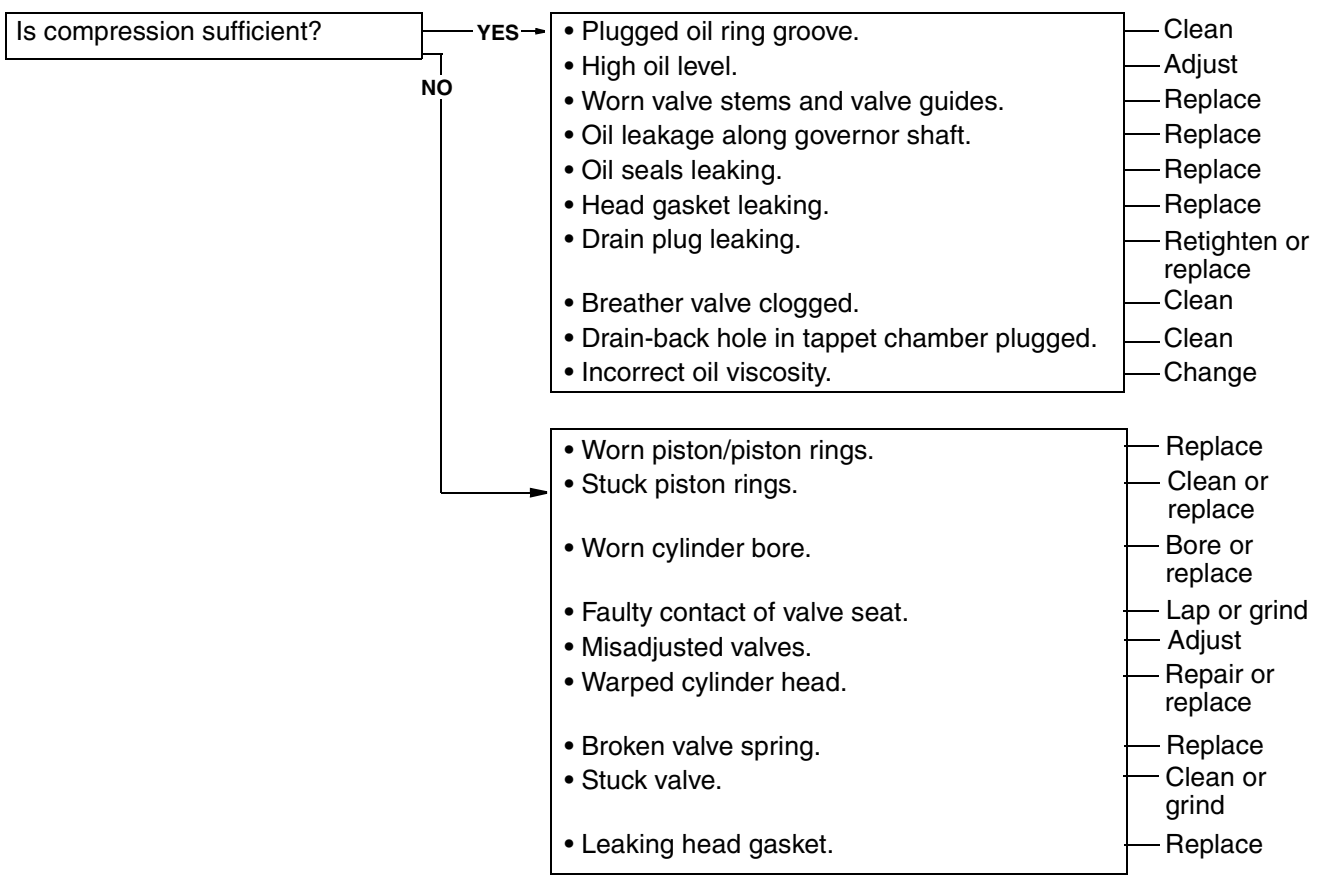 Is compression sufficient?
YES
NO
• Plugged oil ring groove. Clean
• High oil level. Adjust
• Worn valve stems and valve guides. Replace
• Oil leakage along governor shaft. Replace
• Oil seals leaking. Replace
• Head gasket leaking. Replace
• Drain plug leaking. Retighten or
replace
• Breather valve clogged. Clean
• Drain-back hole in tappet chamber plugged. Clean
• Incorrect oil viscosity. Change
• Worn piston/piston rings. Replace
• Stuck piston rings. Clean or
replace
• Worn cylinder bore. Bore or
replace
• Faulty contact of valve seat. Lap or grind
• Misadjusted valves. Adjust
• Warped cylinder head. Repair or
replace
• Broken valve spring. Replace
• Stuck valve. Clean or
grind
• Leaking head gasket. Replace